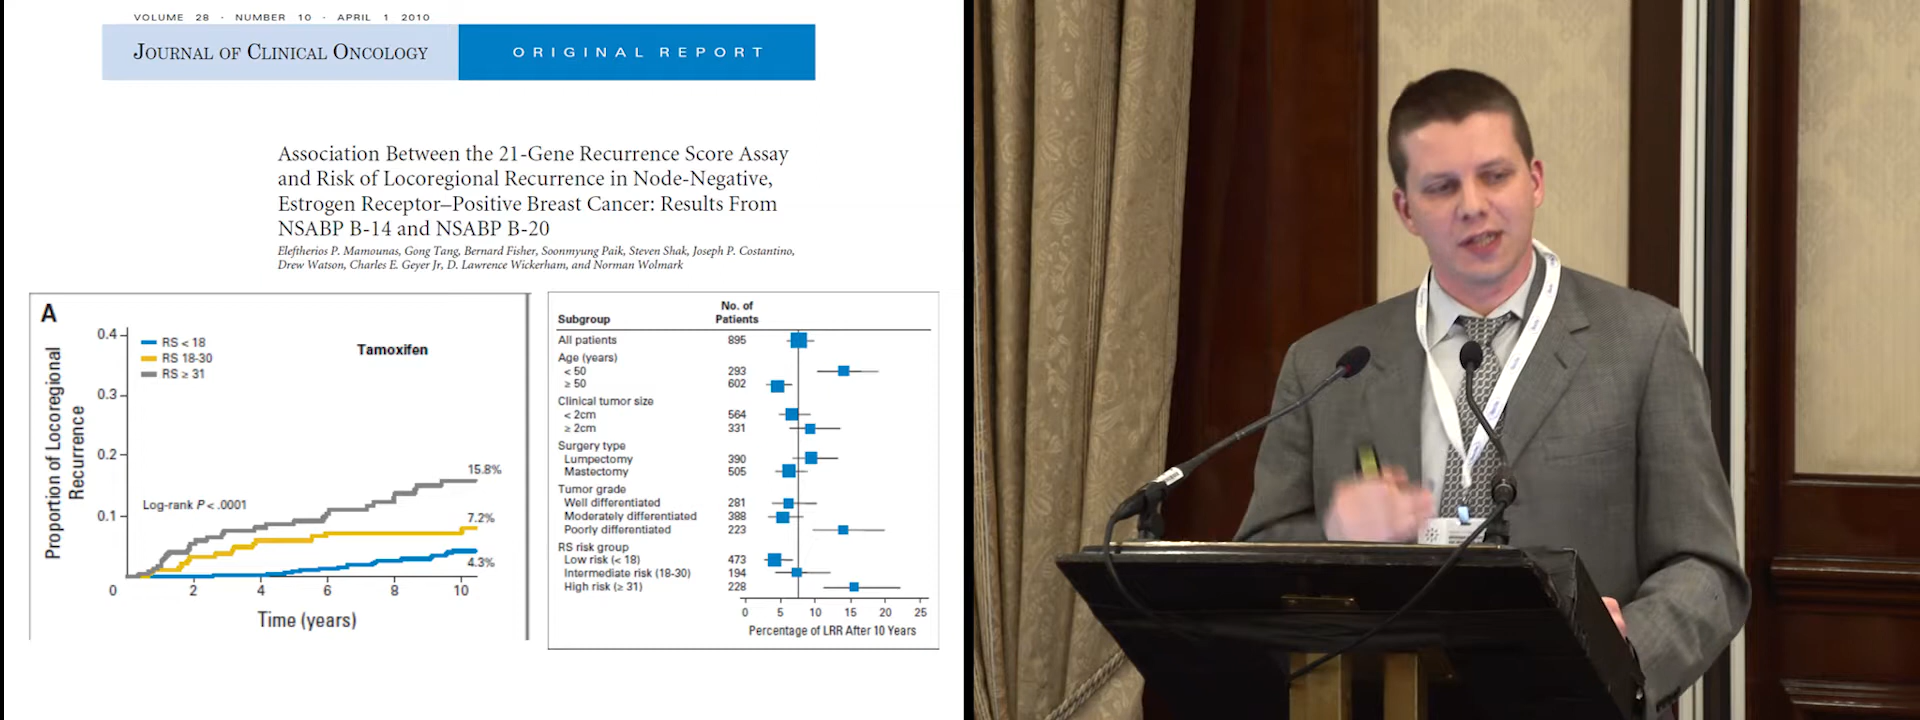 VOLUME 28 · NUMBER 10 · APRIL 1 2010
JOURNAL OF CLINICAL ONCOLOGY
ORIGINAL REPORT
Association Between the 21-Gene Recurrence Score Assay
and Risk of Locoregional Recurrence in Node-Negative,
Estrogen Receptor–Positive Breast Cancer: Results From
NSABP B-14 and NSABP B-20
Eleftherios P. Mamounas, Gong Tang, Bernard Fisher, Soonmyung Paik, Steven Shak, Joseph P. Costantino,
Drew Watson, Charles E. Geyer Jr, D. Lawrence Wickerham, and Norman Wolmark
A
Proportion of Locoregional
Recurrence
0.4
0.3
0.2
0.1
RS < 18
RS 18-30
RS ≥ 31
Tamoxifen
Log-rank P < .0001
15.8%
7.2%
4.3%
0 2 4 6 8 10
Time (years)
Subgroup No. of
Patients
All patients 895
Age (years)
< 50 293
≥ 50 602
Clinical tumor size
< 2cm 564
≥ 2cm 331
Surgery type
Lumpectomy 390
Mastectomy 505
Tumor grade
Well differentiated 281
Moderately differentiated 388
Poorly differentiated 223
RS risk group
Low risk (< 18) 473
Intermediate risk (18-30) 194
High risk (≥ 31) 228
0 5 10 15 20 25
Percentage of LRR After 10 Years